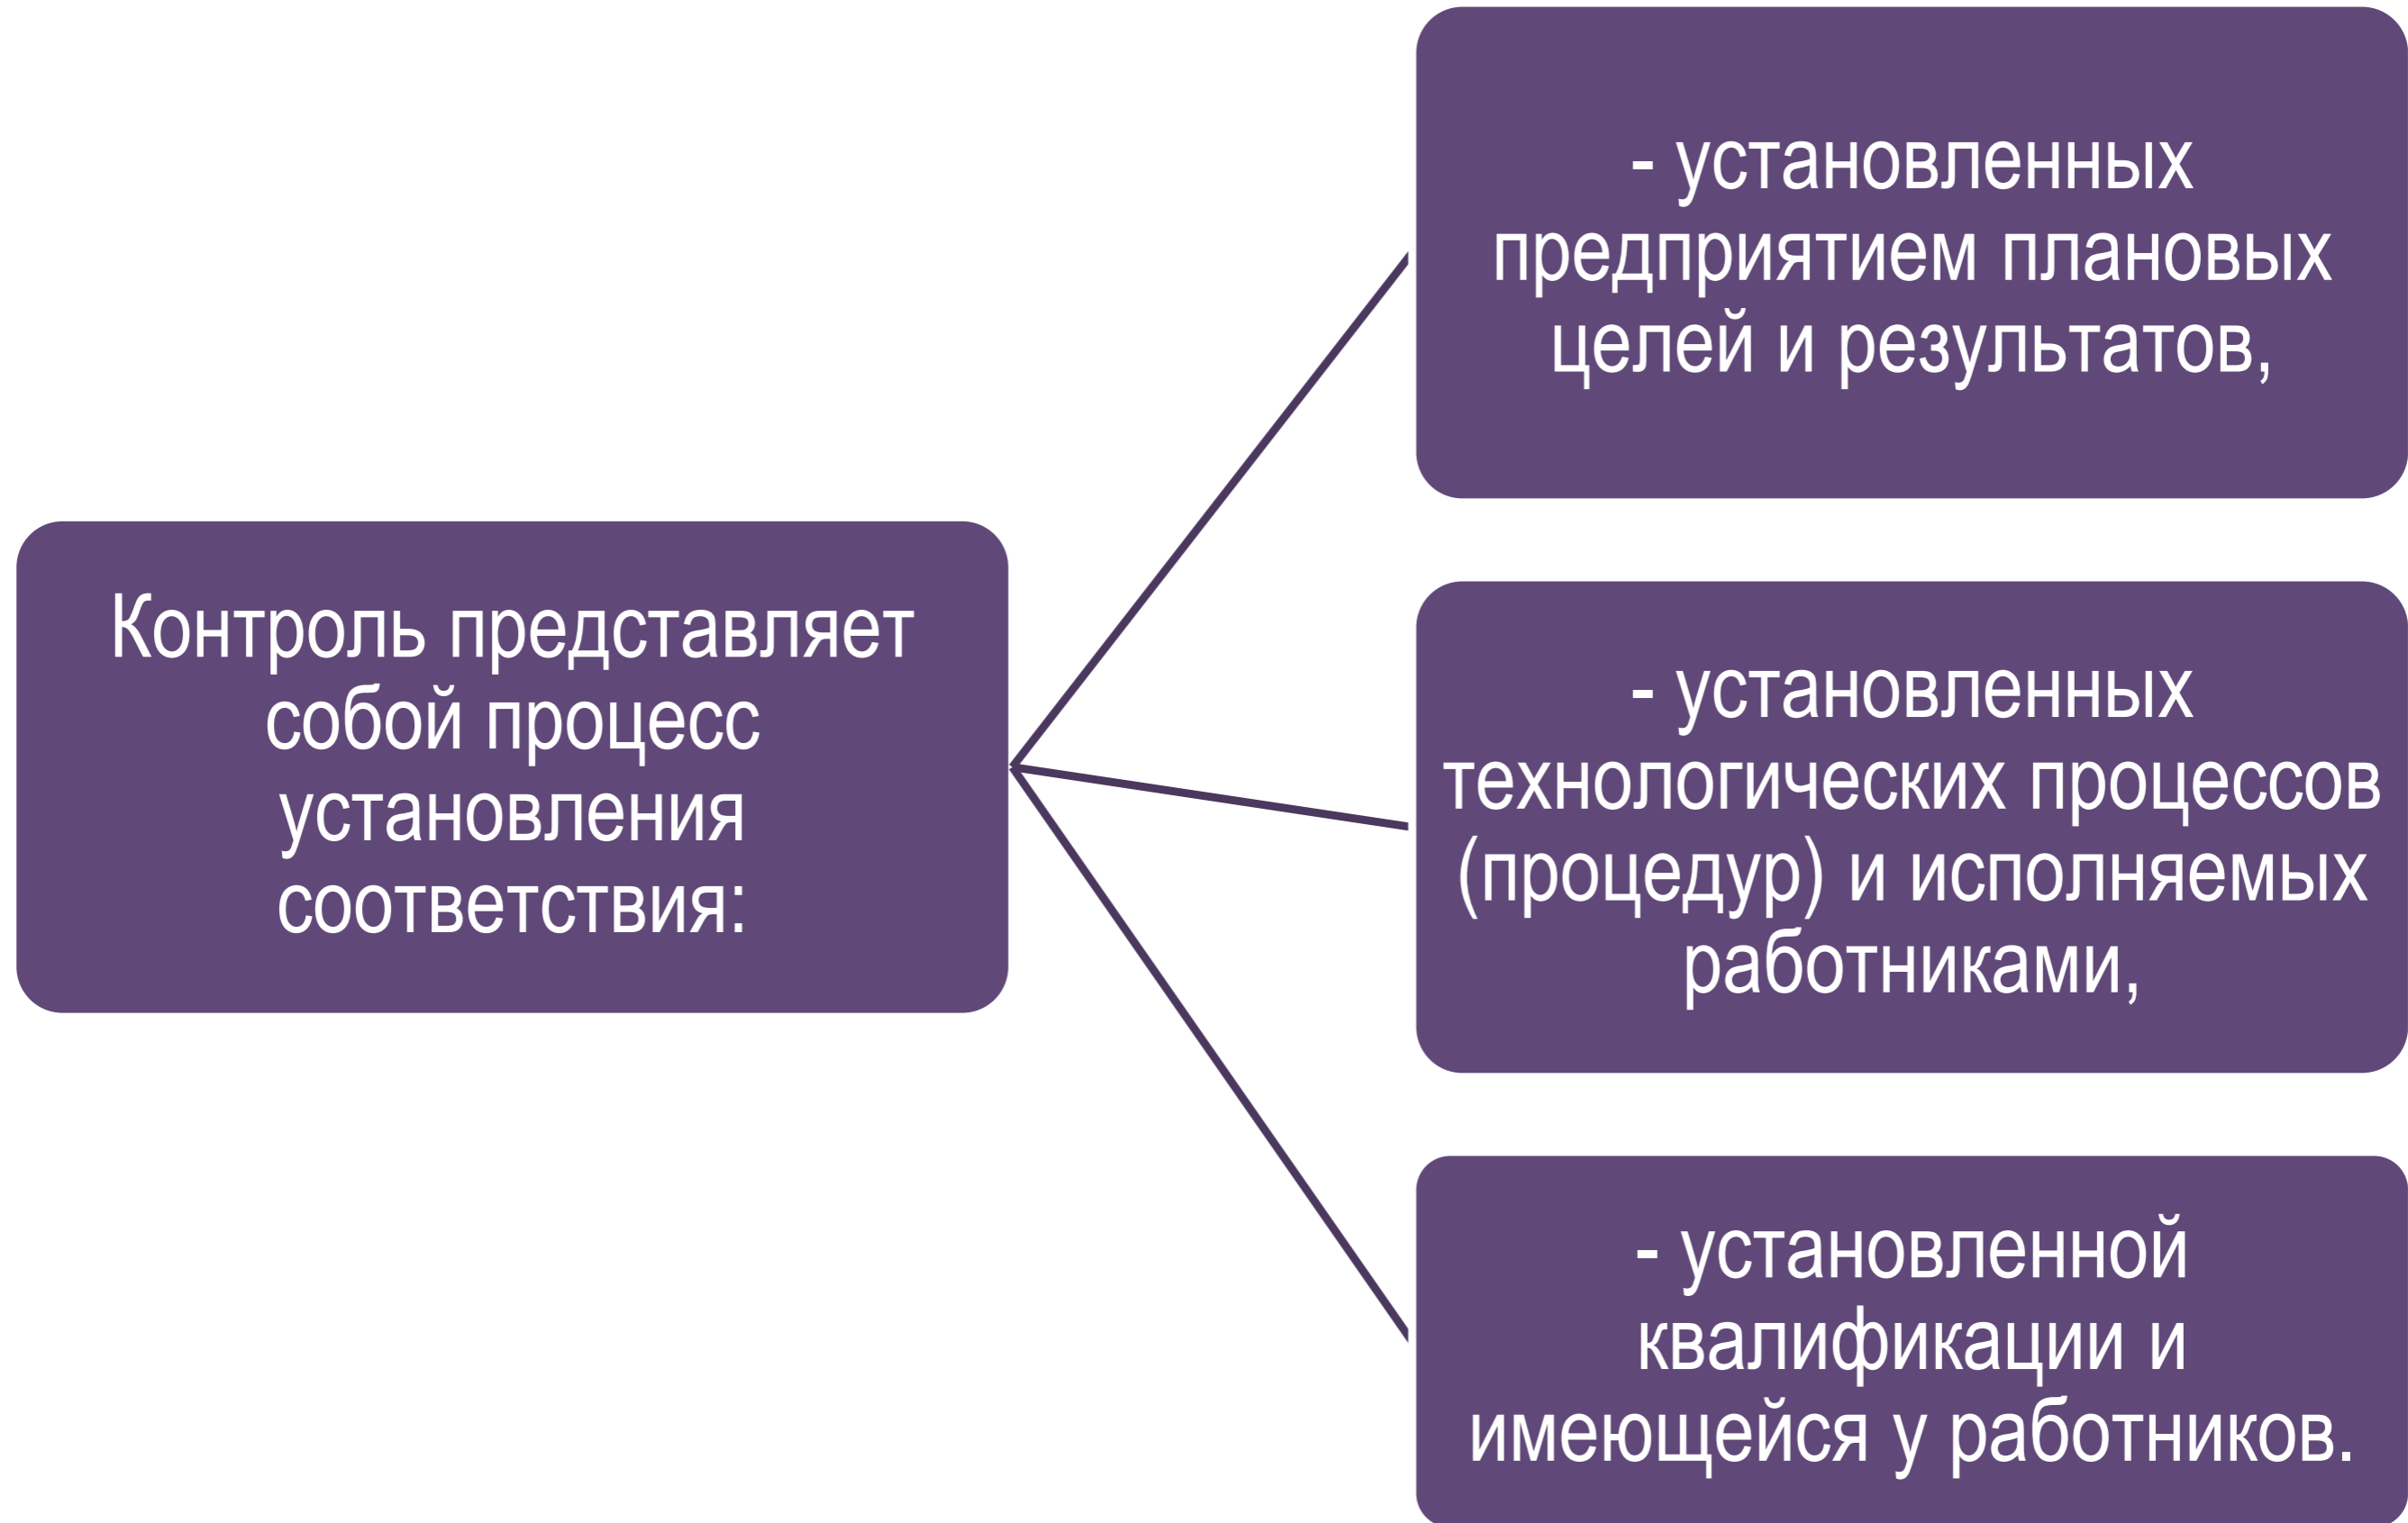 Контроль представляет
собой процесс
установления
соответствия:
- установленных
предприятием плановых
целей и результатов,
- установленных
технологических процессов
(процедур) и исполняемых
работниками,
- установленной
квалификации и
имеющейся у работников.